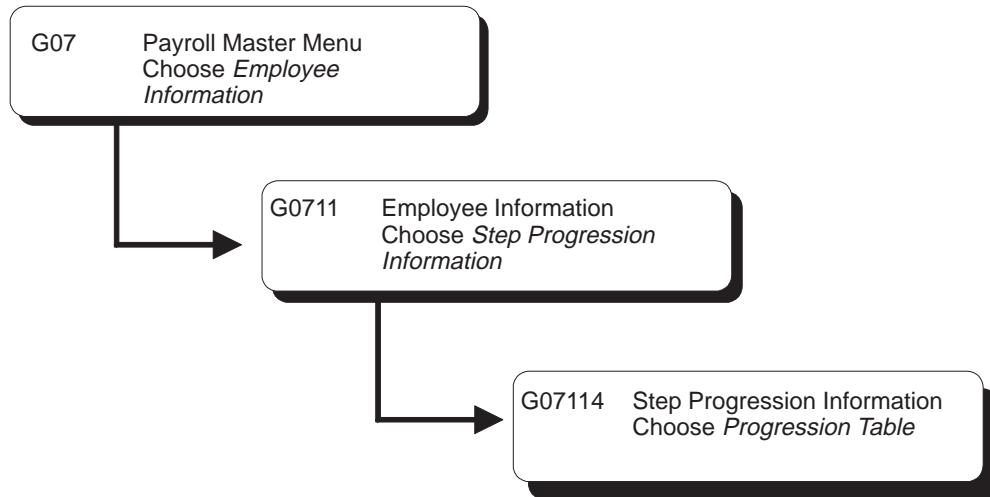 G07 Payroll Master Menu
Choose Employee
Information
G0711 Employee Information
Choose Step Progression
Information
G07114 Step Progression Information
Choose Progression Table